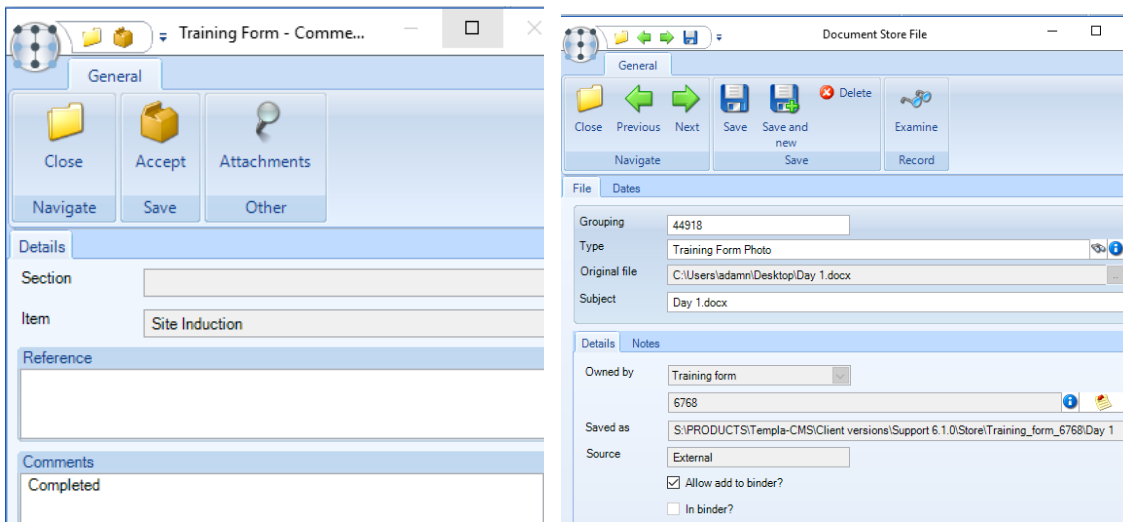 Training Form - Comme...
General
Close
Accept
Attachments
Navigate
Save
Other
Details
Section
Item
Site Induction
Reference
Comments
Completed
Document Store File
General
Close
Previous
Next
Save
Save and
new
Delete
Examine
Navigate
Save
Record
File
Dates
Grouping
44918
Type
Training Form Photo
Original file
C:\Users\adamn\Desktop\Day 1.docx
...
Subject
Day 1.docx
Details
Notes
Owned by
Training form
6768
Saved as
S:\PRODUCTS\Templa-CMS\Client versions\Support 6.1.0\Store\Training_form_6768\Day 1
Source
External
Allow add to binder?
In binder?